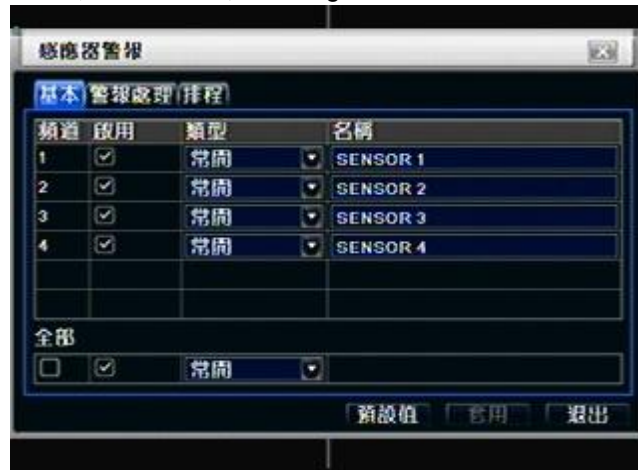 感應器警報
基本 警報處理 排程
頻道 啟用 類型 名稱
1 常開 SENSOR 1
2 常開 SENSOR 2
3 常開 SENSOR 3
4 常開 SENSOR 4
全部
常開
預設值 套用 退出